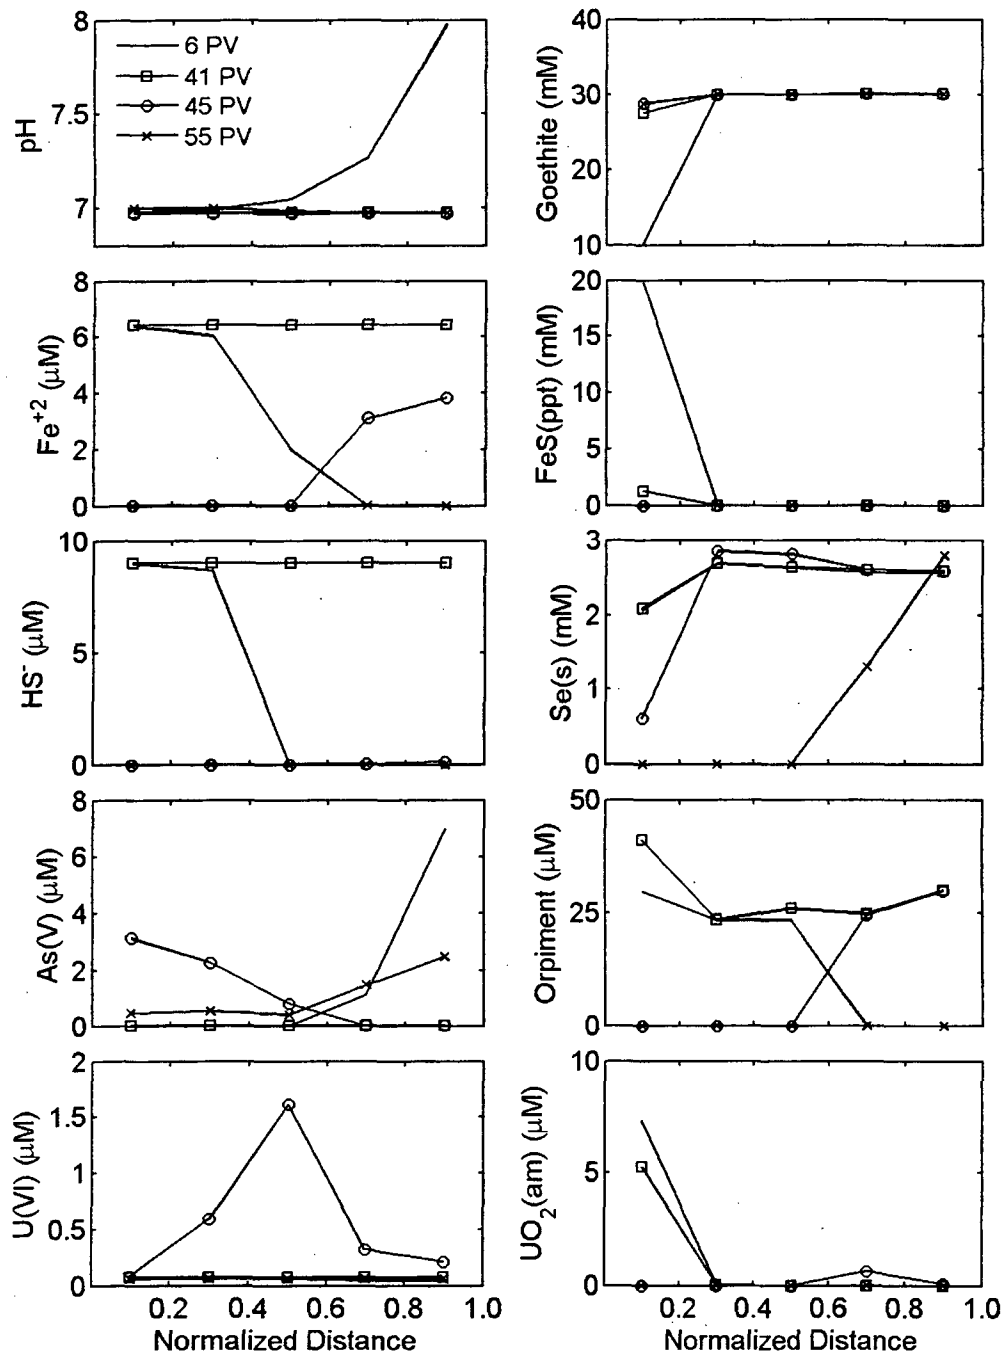 8
7.5
7
pH
6 PV
41 PV
45 PV
55 PV
40
30
20
10
Goethite (mM)
8
6
4
2
0
Fe+2 (μM)
20
15
10
5
0
FeS(ppt) (mM)
10
5
0
HS- (μM)
3
2
1
0
Se(s) (mM)
8
6
4
2
0
As(V) (μM)
50
25
0
Orpiment (μM)
2
1.5
1
0.5
0
U(VI) (μM)
0.2 0.4 0.6 0.8 1.0
Normalized Distance
10
5
0
UO2(am) (μM)
0.2 0.4 0.6 0.8 1.0
Normalized Distance